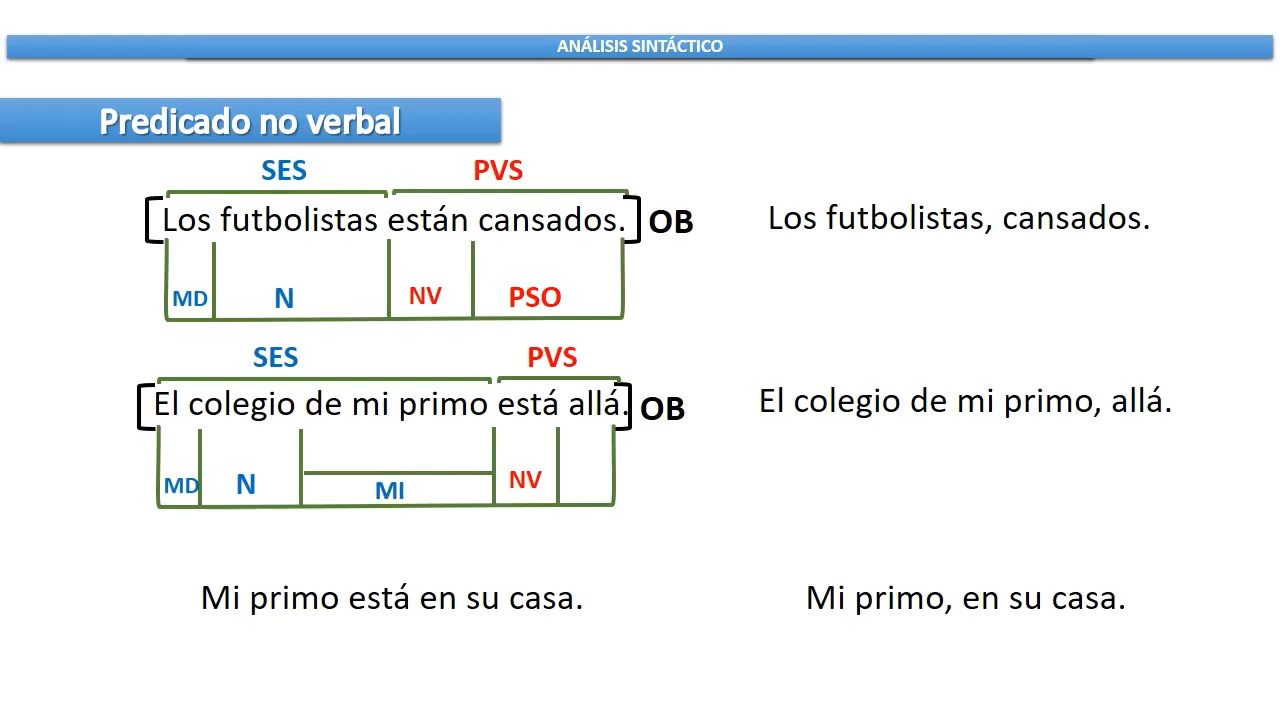 ANÁLISIS SINTÁCTICO
Predicado no verbal
SES PVS
Los futbolistas están cansados. OB
MD N NV PSO
Los futbolistas, cansados.
SES PVS
El colegio de mi primo está allá. OB
MD N MI NV
El colegio de mi primo, allá.
Mi primo está en su casa.
Mi primo, en su casa.